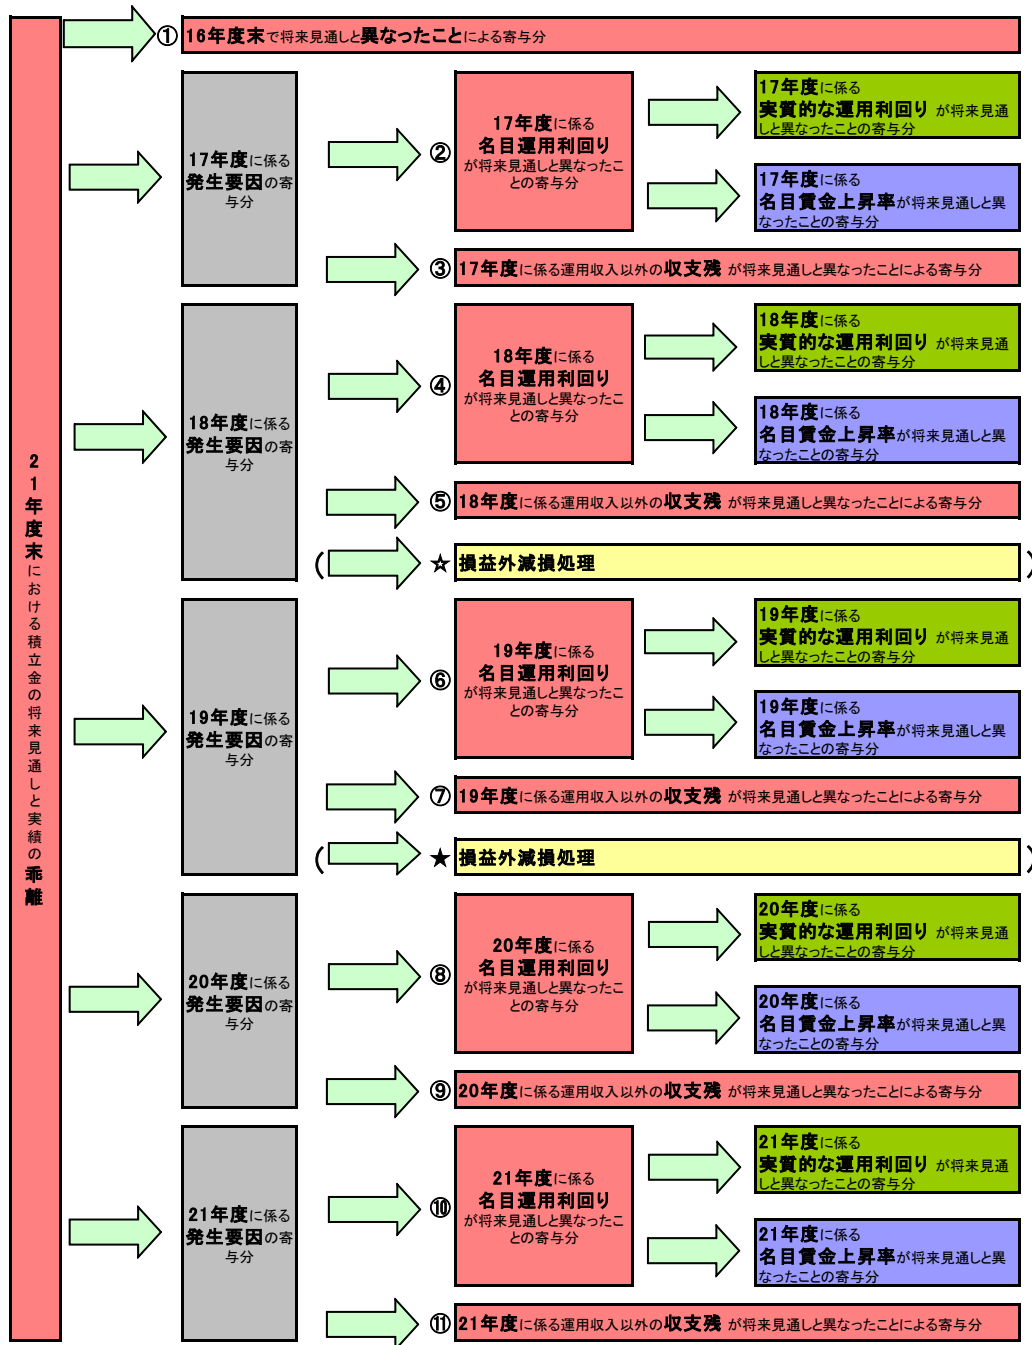 21年度末における積立金の将来見通しと実績の乖離
① 16年度末で将来見通しと異なったことによる寄与分
17年度に係る
発生要因の寄
与分
② 17年度に係る
名目運用利回り
が将来見通しと異なったこ
との寄与分
17年度に係る
実質的な運用利回り が将来見通
しと異なったことの寄与分
17年度に係る
名目賃金上昇率が将来見通しと異
なったことの寄与分
③ 17年度に係る運用収入以外の収支残 が将来見通しと異なったことによる寄与分
18年度に係る
発生要因の寄
与分
④ 18年度に係る
名目運用利回り
が将来見通しと異なったこ
との寄与分
18年度に係る
実質的な運用利回り が将来見通
しと異なったことの寄与分
18年度に係る
名目賃金上昇率が将来見通しと異
なったことの寄与分
⑤ 18年度に係る運用収入以外の収支残 が将来見通しと異なったことによる寄与分
( ☆ 損益外減損処理 )
19年度に係る
発生要因の寄
与分
⑥ 19年度に係る
名目運用利回り
が将来見通しと異なったこ
との寄与分
19年度に係る
実質的な運用利回り が将来見通
しと異なったことの寄与分
19年度に係る
名目賃金上昇率が将来見通しと異
なったことの寄与分
⑦ 19年度に係る運用収入以外の収支残 が将来見通しと異なったことによる寄与分
( ★ 損益外減損処理 )
20年度に係る
発生要因の寄
与分
⑧ 20年度に係る
名目運用利回り
が将来見通しと異なったこ
との寄与分
20年度に係る
実質的な運用利回り が将来見通
しと異なったことの寄与分
20年度に係る
名目賃金上昇率が将来見通しと異
なったことの寄与分
⑨ 20年度に係る運用収入以外の収支残 が将来見通しと異なったことによる寄与分
21年度に係る
発生要因の寄
与分
⑩ 21年度に係る
名目運用利回り
が将来見通しと異なったこ
との寄与分
21年度に係る
実質的な運用利回り が将来見通
しと異なったことの寄与分
21年度に係る
名目賃金上昇率が将来見通しと異
なったことの寄与分
⑪ 21年度に係る運用収入以外の収支残 が将来見通しと異なったことによる寄与分